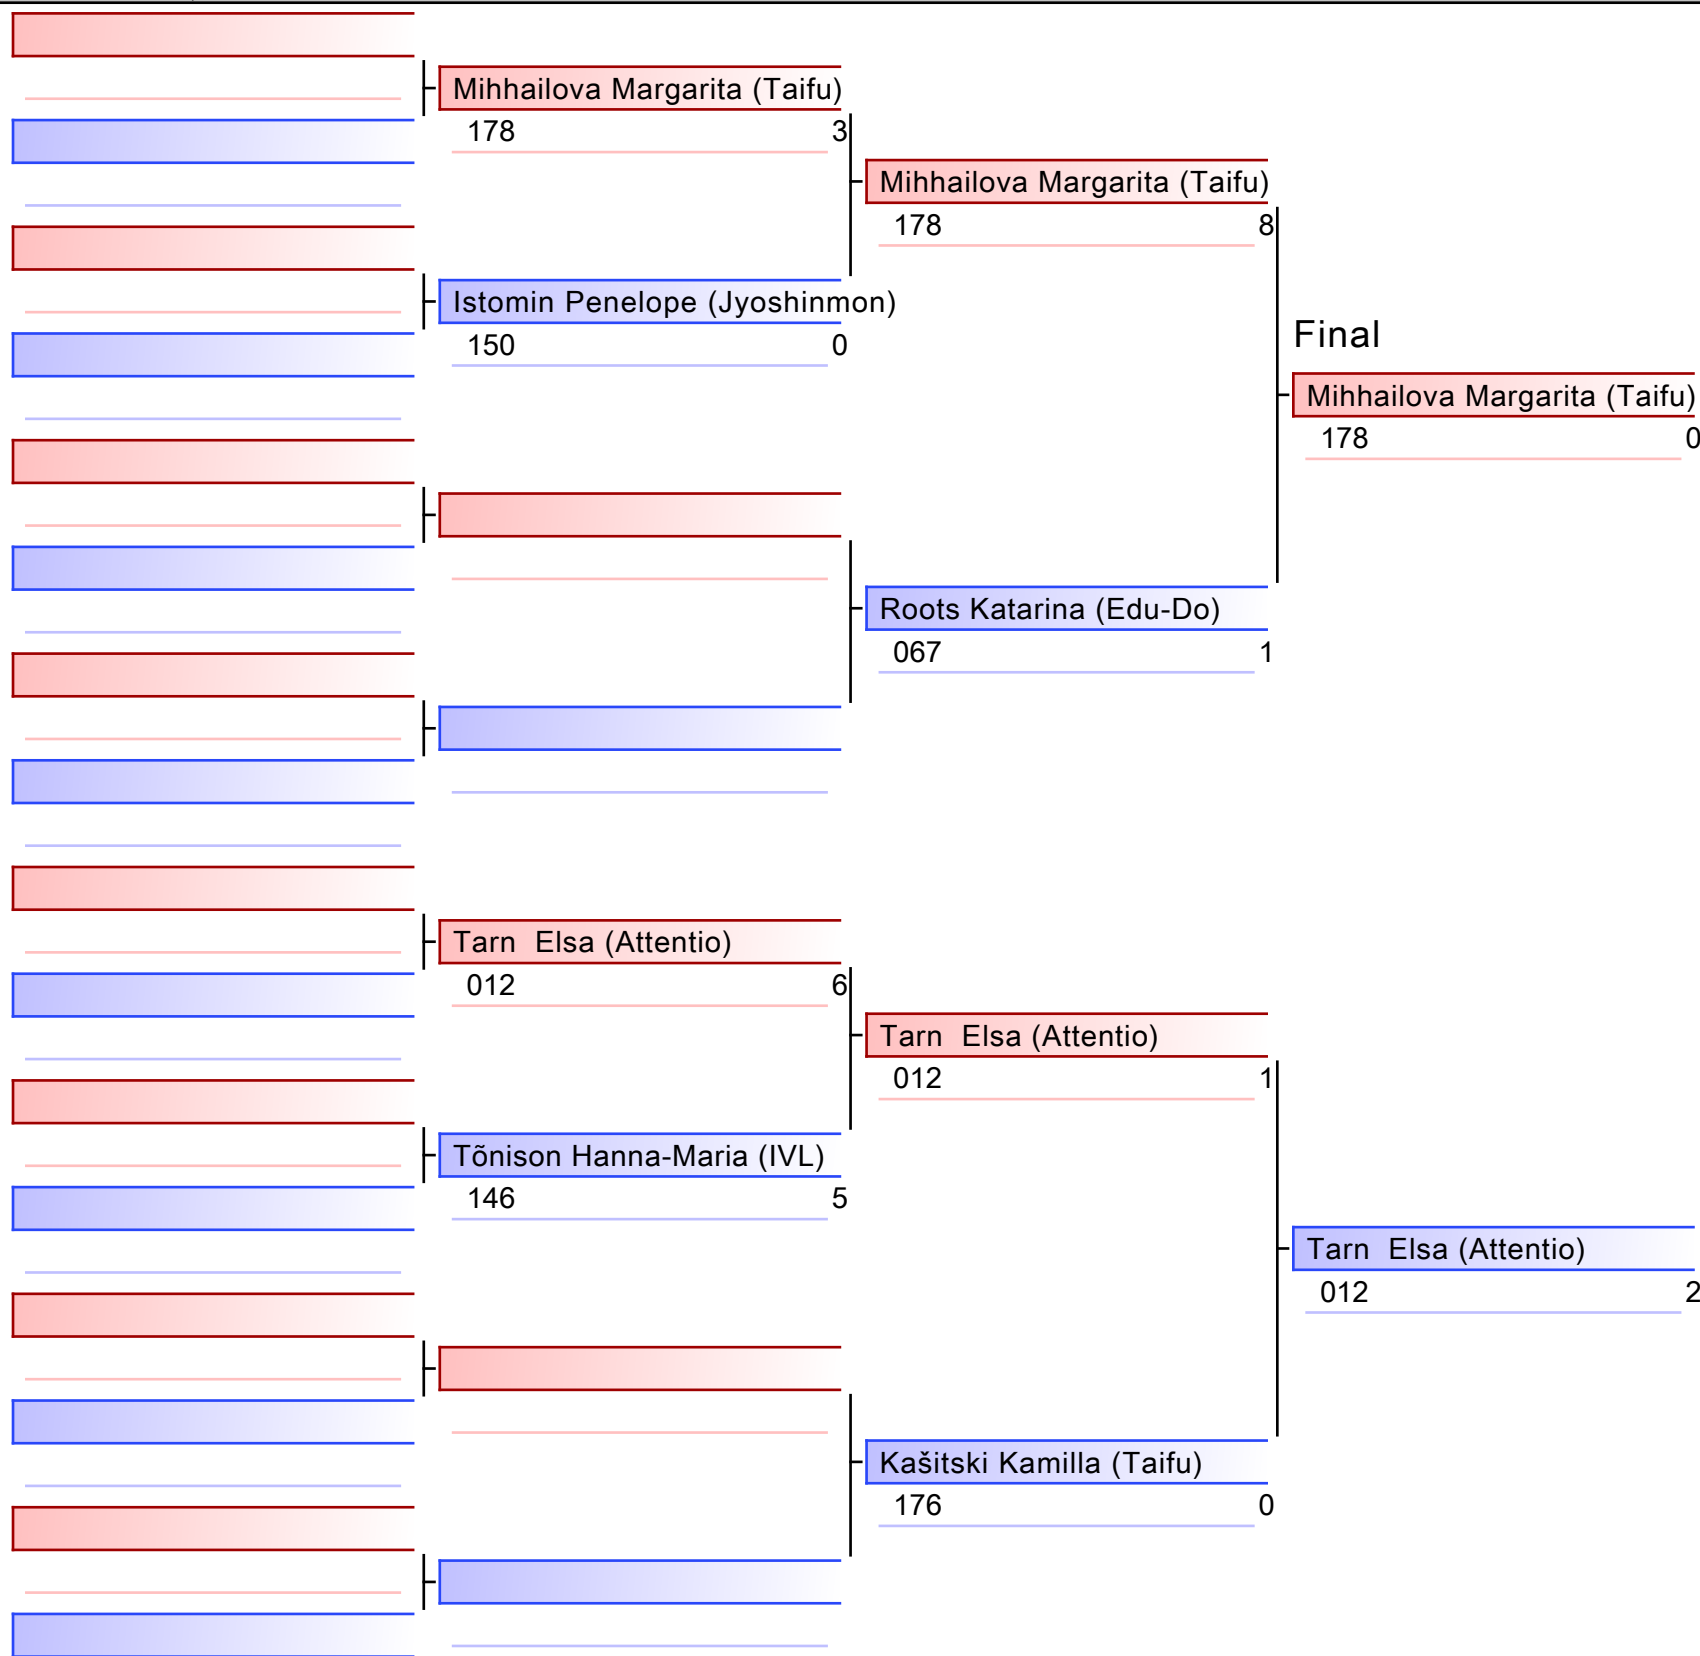 Mihhailova Margarita (Taifu)
178 3
Mihhailova Margarita (Taifu)
178 8
Istomin Penelope (Jyoshinmon)
150 0
Final
Mihhailova Margarita (Taifu)
178 0
Roots Katarina (Edu-Do)
067 1
Tarn  Elsa (Attentio)
012 6
Tarn  Elsa (Attentio)
012 1
Tõnison Hanna-Maria (IVL)
146 5
Tarn  Elsa (Attentio)
012 2
Kašitski Kamilla (Taifu)
176 0